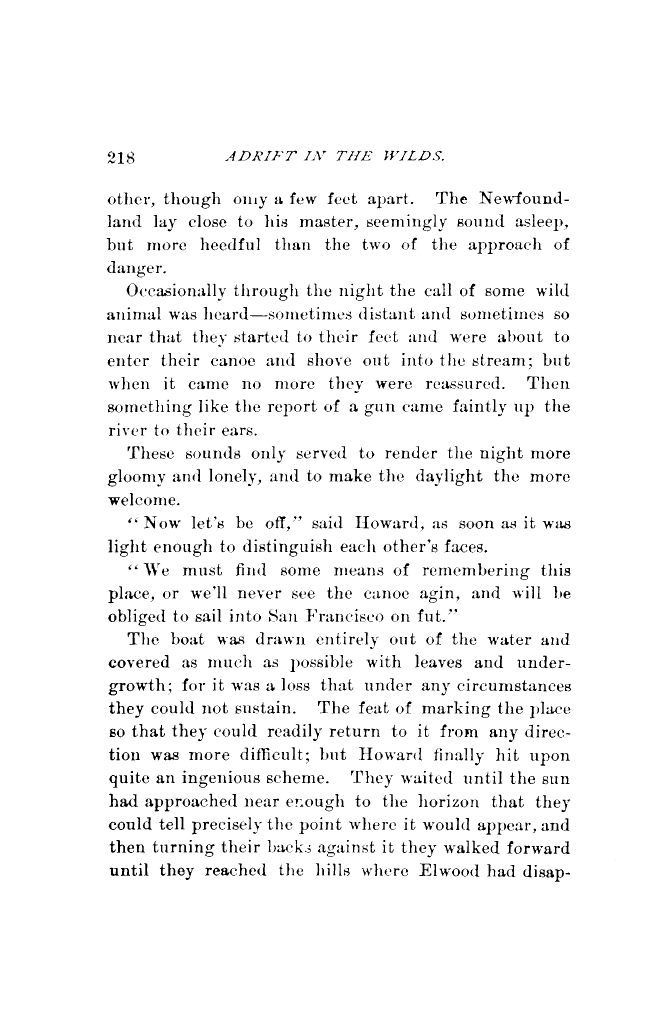 218 ADRIFT IN THE WILDS.
other, though only a few feet apart. The Newfound-
land lay close to his master, seemingly sound asleep,
but more heedful than the two of the approach of
danger.
Occasionally through the night the call of some wild
animal was heard—sometimes distant and sometimes so
near that they started to their feet and were about to
enter their canoe and shove out into the stream; but
when it came no more they were reassured. Then
something like the report of a gun came faintly up the
river to their ears.
These sounds only served to render the night more
gloomy and lonely, and to make the daylight the more
welcome.
“Now let's be off,” said Howard, as soon as it was
light enough to distinguish each other's faces.
“We must find some means of remembering this
place, or we'll never see the canoe agin, and will be
obliged to sail into San Francisco on fut.”
The boat was drawn entirely out of the water and
covered as much as possible with leaves and under-
growth; for it was a loss that under any circumstances
they could not sustain. The feat of marking the place
so that they could readily return to it from any direc-
tion was more difficult; but Howard finally hit upon
quite an ingenious scheme. They waited until the sun
had approached near enough to the horizon that they
could tell precisely the point where it would appear, and
then turning their backs against it they walked forward
until they reached the hills where Elwood had disap-